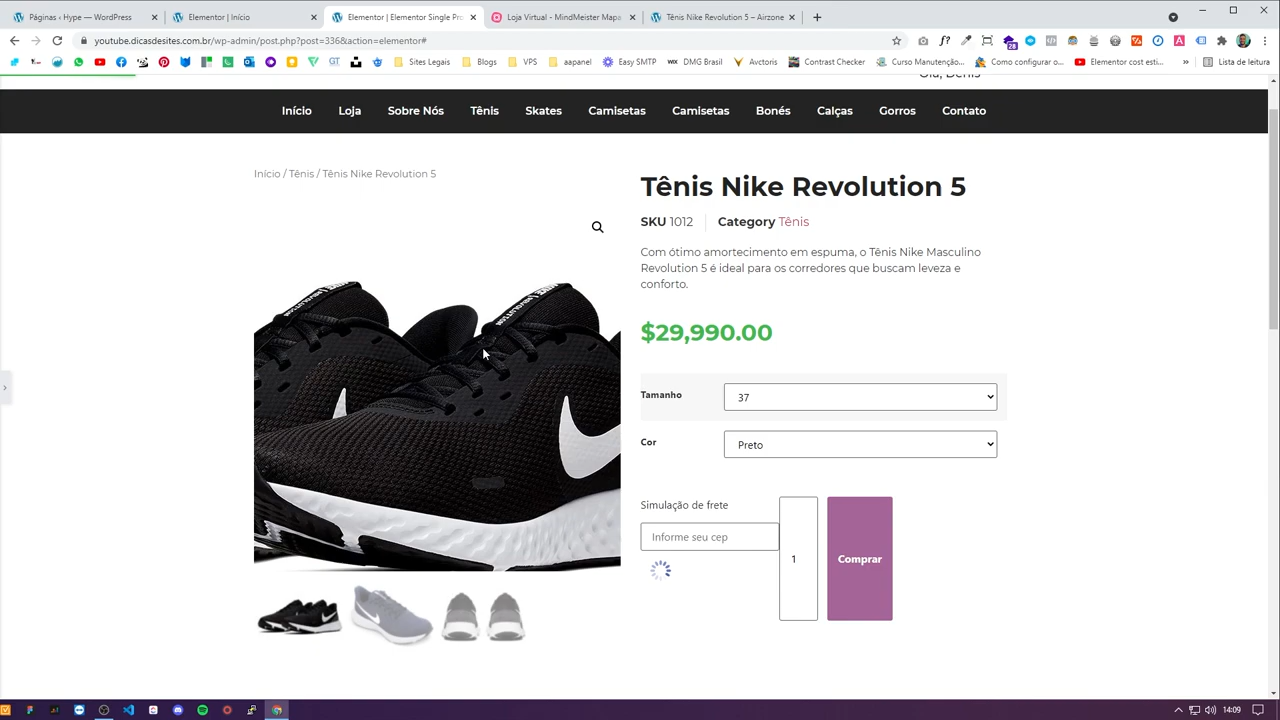 Páginas ‹ Hype — WordPress
Elementor | Início
Elementor | Elementor Single Pro
Loja Virtual - MindMeister Mapa
Tênis Nike Revolution 5 – Airzone
youtube.dicasdesites.com.br/wp-admin/post.php?post=336&action=elementor#
28
Sites Legais
Blogs
VPS
aapanel
Easy SMTP
WIX DMG Brasil
Avctoris
Contrast Checker
Curso Manutenção...
Como configurar o...
Elementor cost esti...
»
Lista de leitura
Olá, Denis
Início
Loja
Sobre Nós
Tênis
Skates
Camisetas
Camisetas
Bonés
Calças
Gorros
Contato
Início / Tênis / Tênis Nike Revolution 5
Tênis Nike Revolution 5
SKU 1012
Category Tênis
Com ótimo amortecimento em espuma, o Tênis Nike Masculino
Revolution 5 é ideal para os corredores que buscam leveza e
conforto.
$29,990.00
Tamanho
37
Cor
Preto
Simulação de frete
Informe seu cep
1
Comprar
14:09